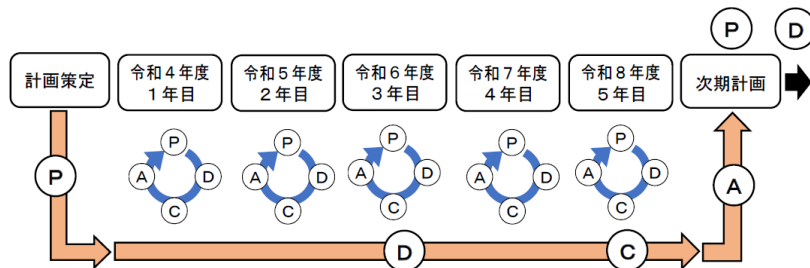 P D
計画策定
令和4年度
1年目
令和5年度
2年目
令和6年度
3年目
令和7年度
4年目
令和8年度
5年目
次期計画
P
P
A D
C
P
A D
C
P
A D
C
P
A D
C
P
A D
C
A
D C